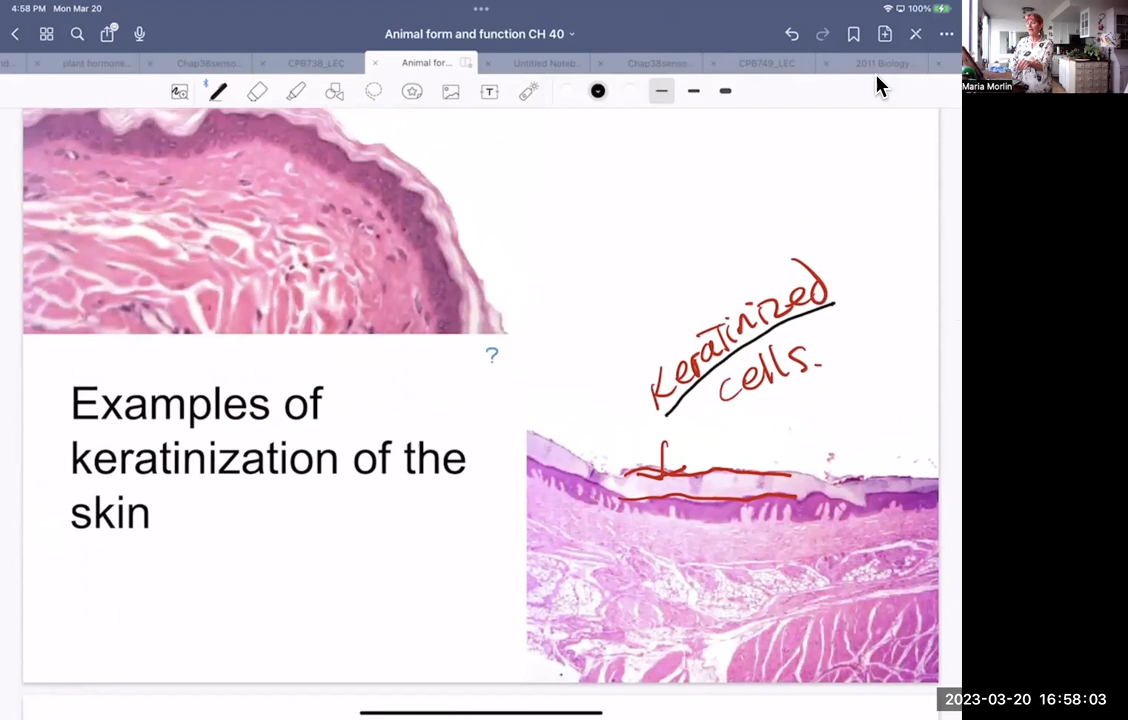 4:58 PM Mon Mar 20
100%
Animal form and function CH 40
plant hormone...
Chap38senso...
CPB738_LEC
Animal for...
Untitled Noteb...
Chap38senso...
CPB749_LEC
2011 Biology...
Maria Morlin
Keratinized
cells.
?
Examples of
keratinization of the
skin
2023-03-20 16:58:03